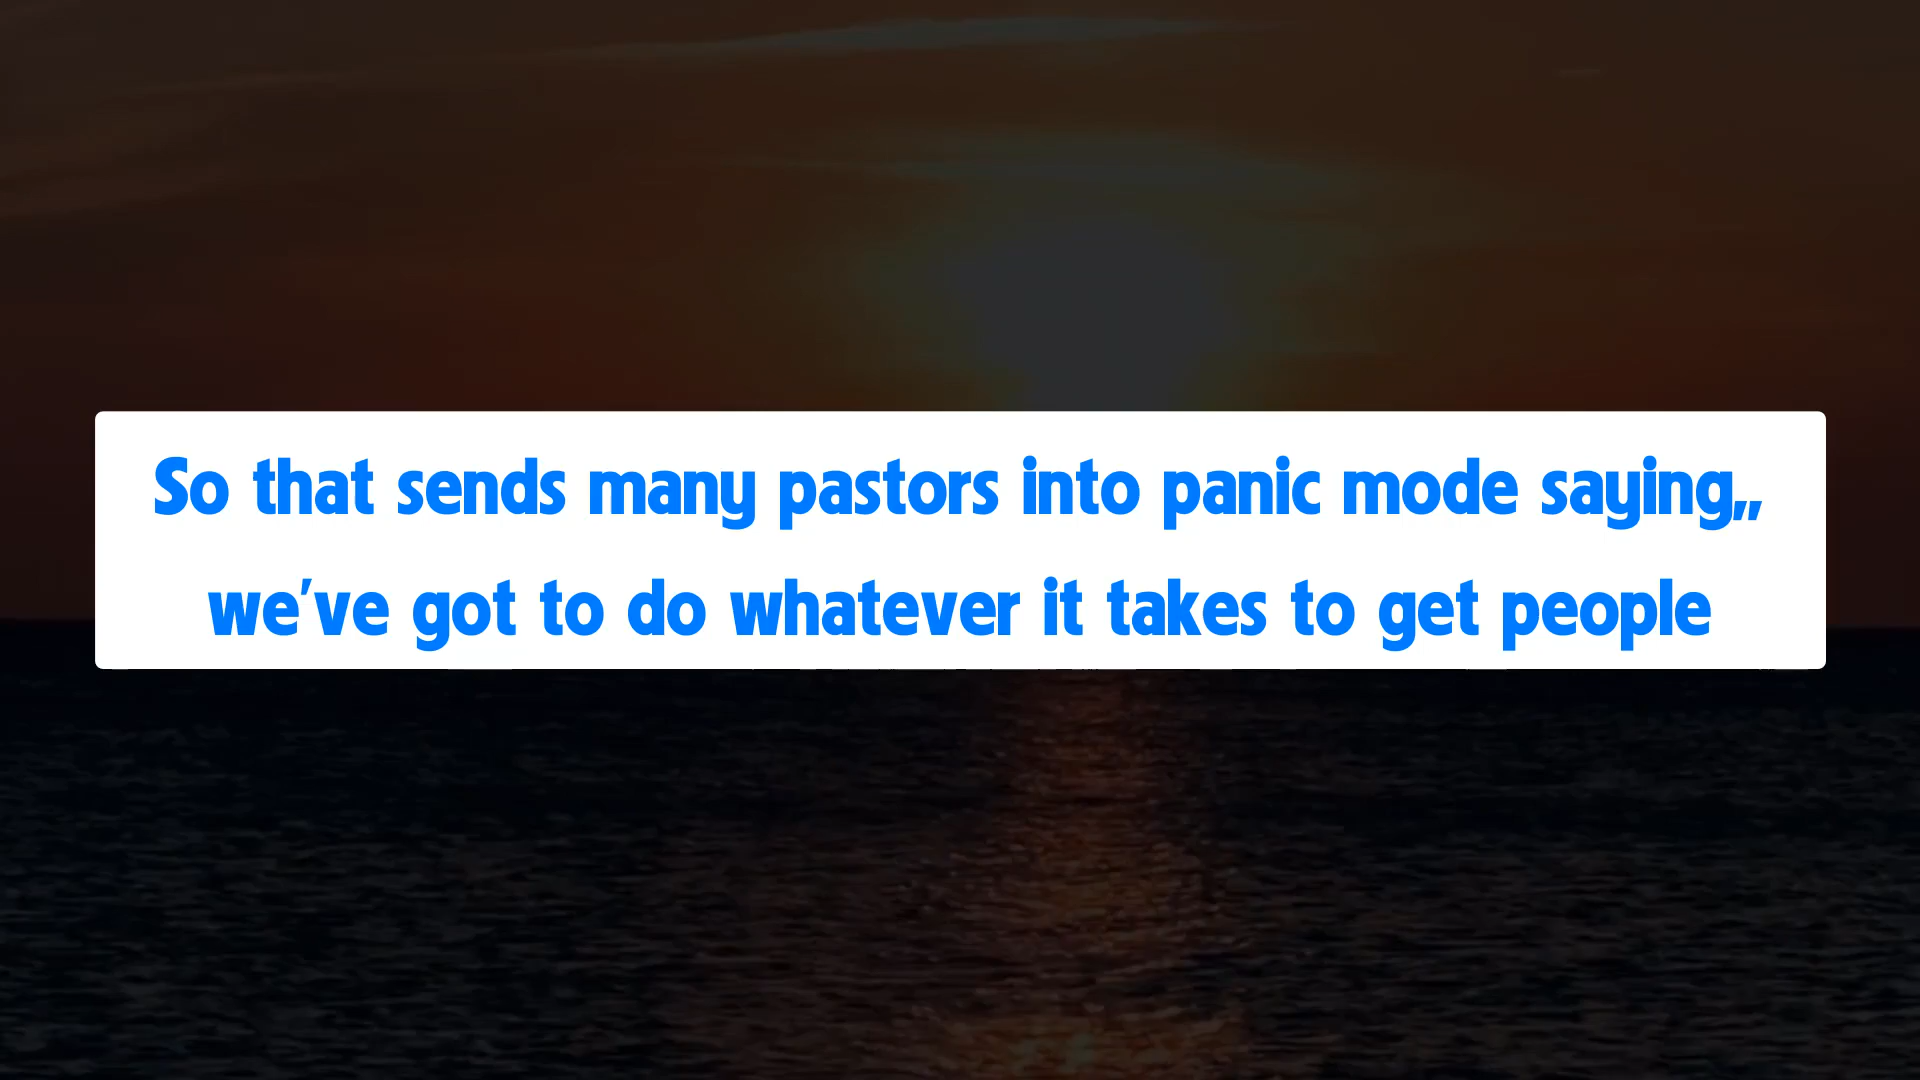 So that sends many pastors into panic mode saying,,
we've got to do whatever it takes to get people